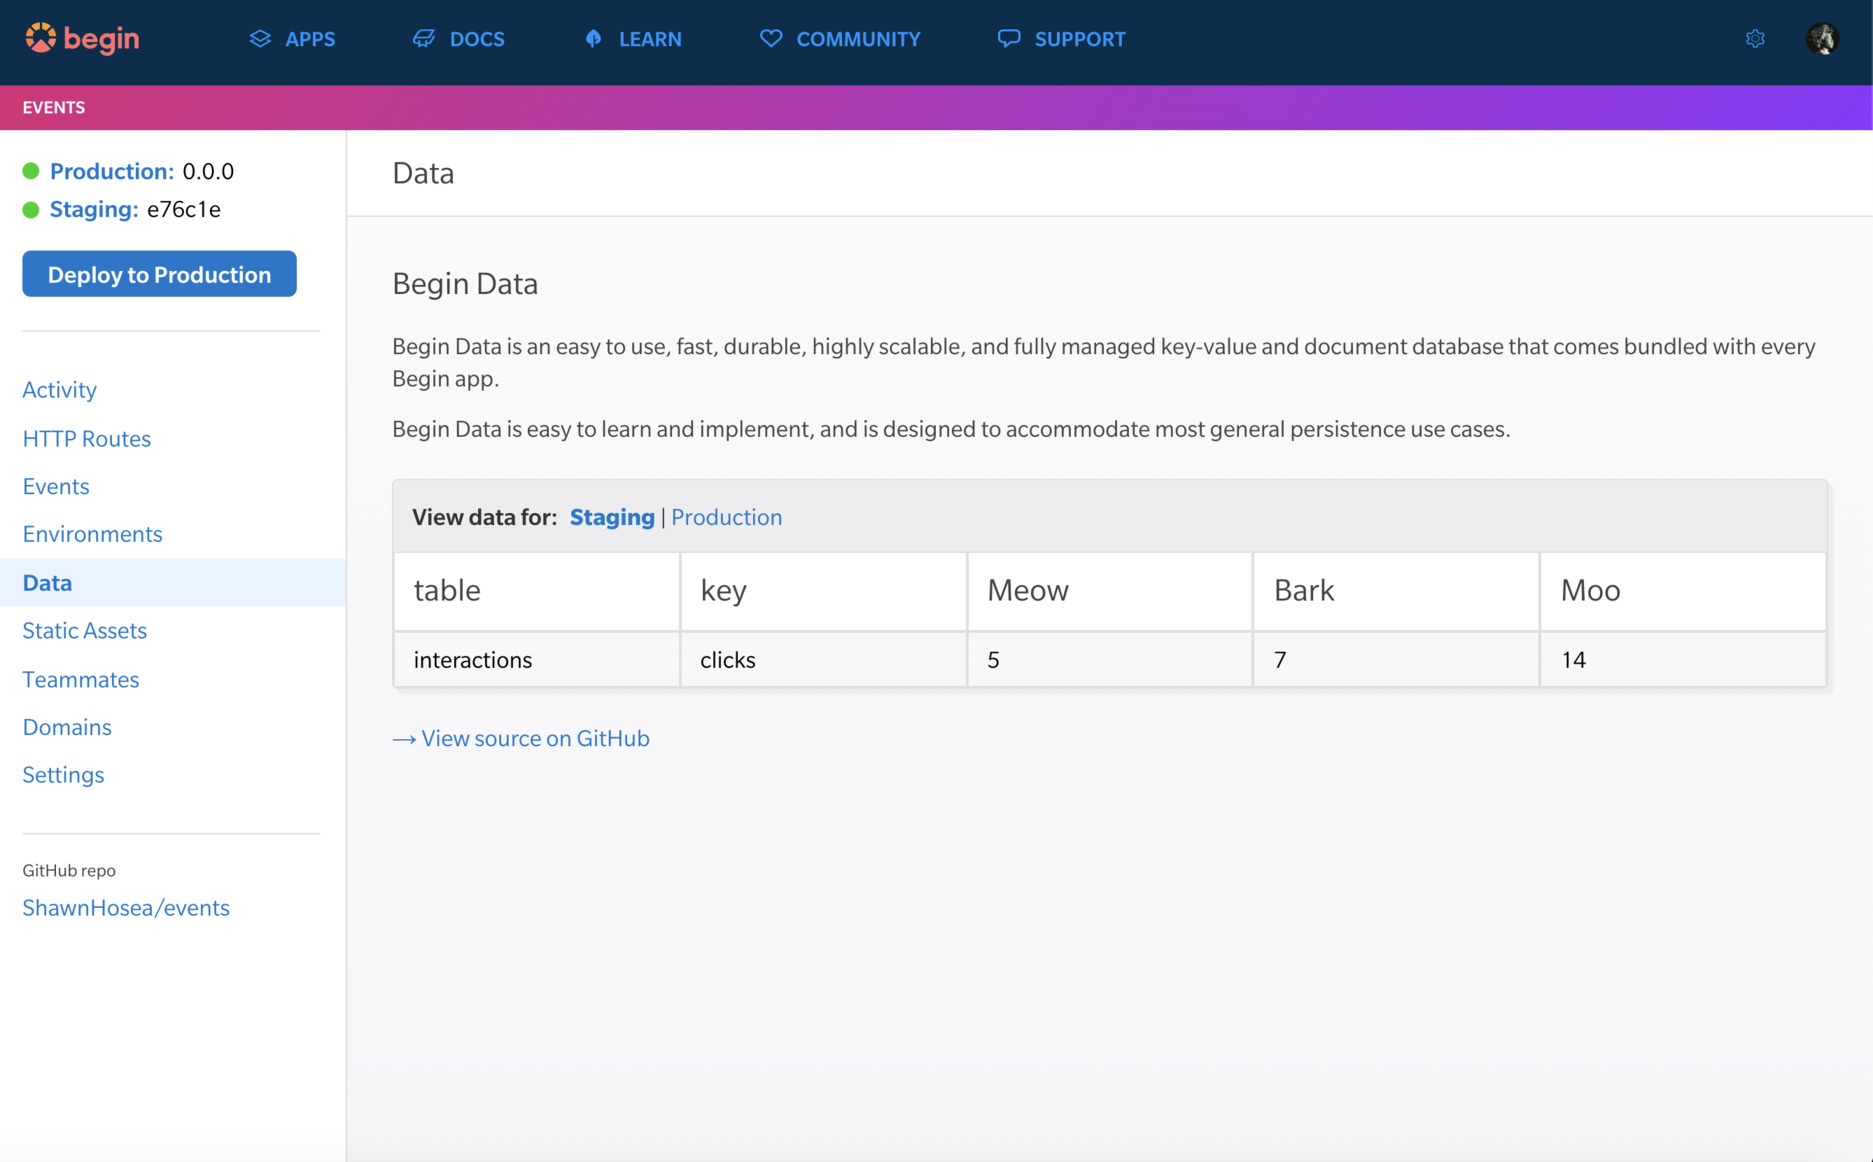 begin
APPS
DOCS
LEARN
COMMUNITY
SUPPORT
EVENTS
Production: 0.0.0
Staging: e76c1e
Deploy to Production
Activity
HTTP Routes
Events
Environments
Data
Static Assets
Teammates
Domains
Settings
GitHub repo
ShawnHosea/events
Data
Begin Data
Begin Data is an easy to use, fast, durable, highly scalable, and fully managed key-value and document database that comes bundled with every
Begin app.
Begin Data is easy to learn and implement, and is designed to accommodate most general persistence use cases.
View data for: Staging | Production
table key Meow Bark Moo
interactions clicks 5 7 14
→ View source on GitHub